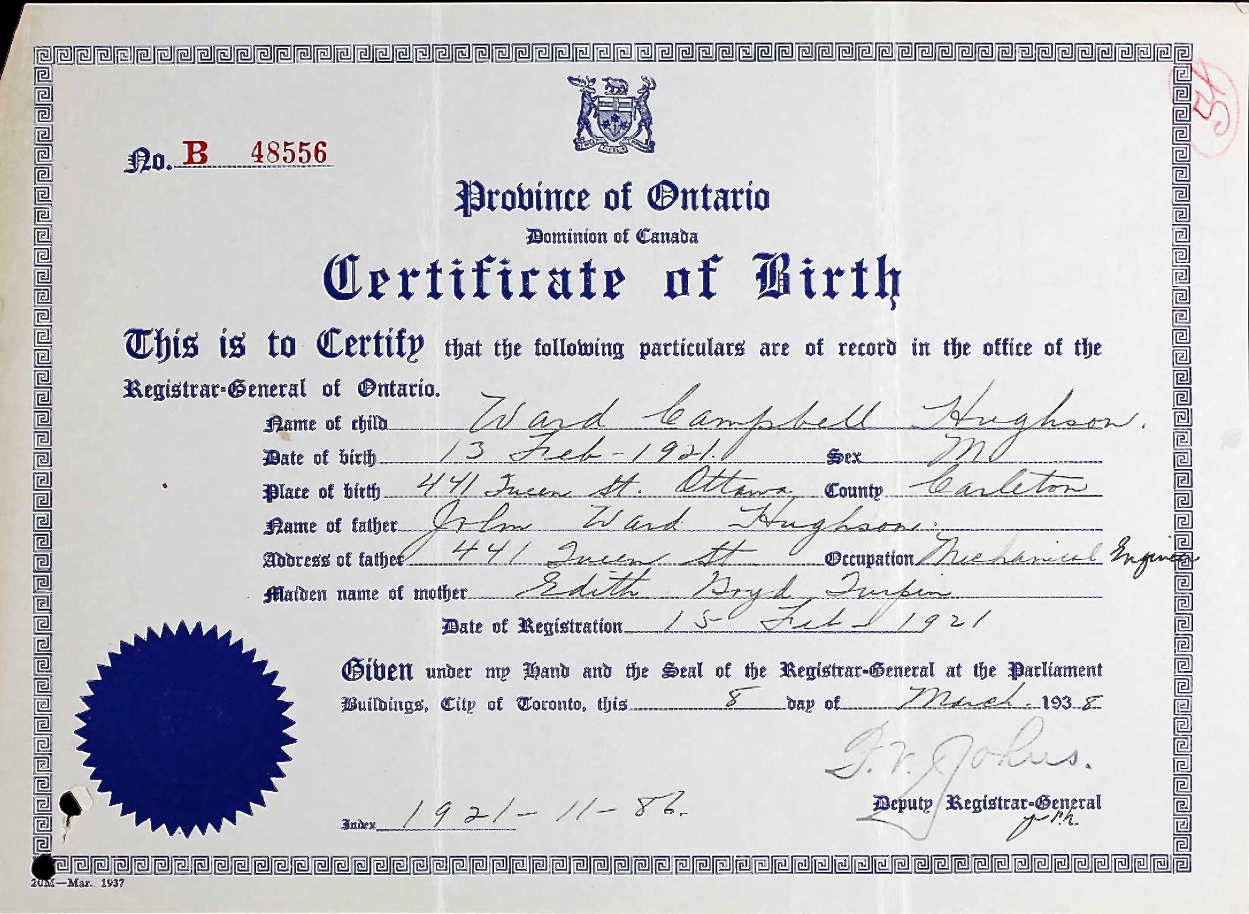 No. B 48556
Province of Ontario
Dominion of Canada
Certificate of Birth
This is to Certify that the following particulars are of record in the office of the
Registrar-General of Ontario.
Name of child Ward Campbell Hughson.
Date of birth 13 Feb - 1921. Sex M
Place of birth 441 Queen St. Ottawa County Carleton
Name of father John Ward Hughson.
Address of father 441 Queen St Occupation Mechanical Engineer
Maiden name of mother Edith Boyd Turpin
Date of Registration 15 Feb - 1921
Given under my Hand and the Seal of the Registrar-General at the Parliament
Buildings, City of Toronto, this 8 day of March. 1938
Deputy Registrar-General
Index 1921-11-86.
20M—Mar. 1937